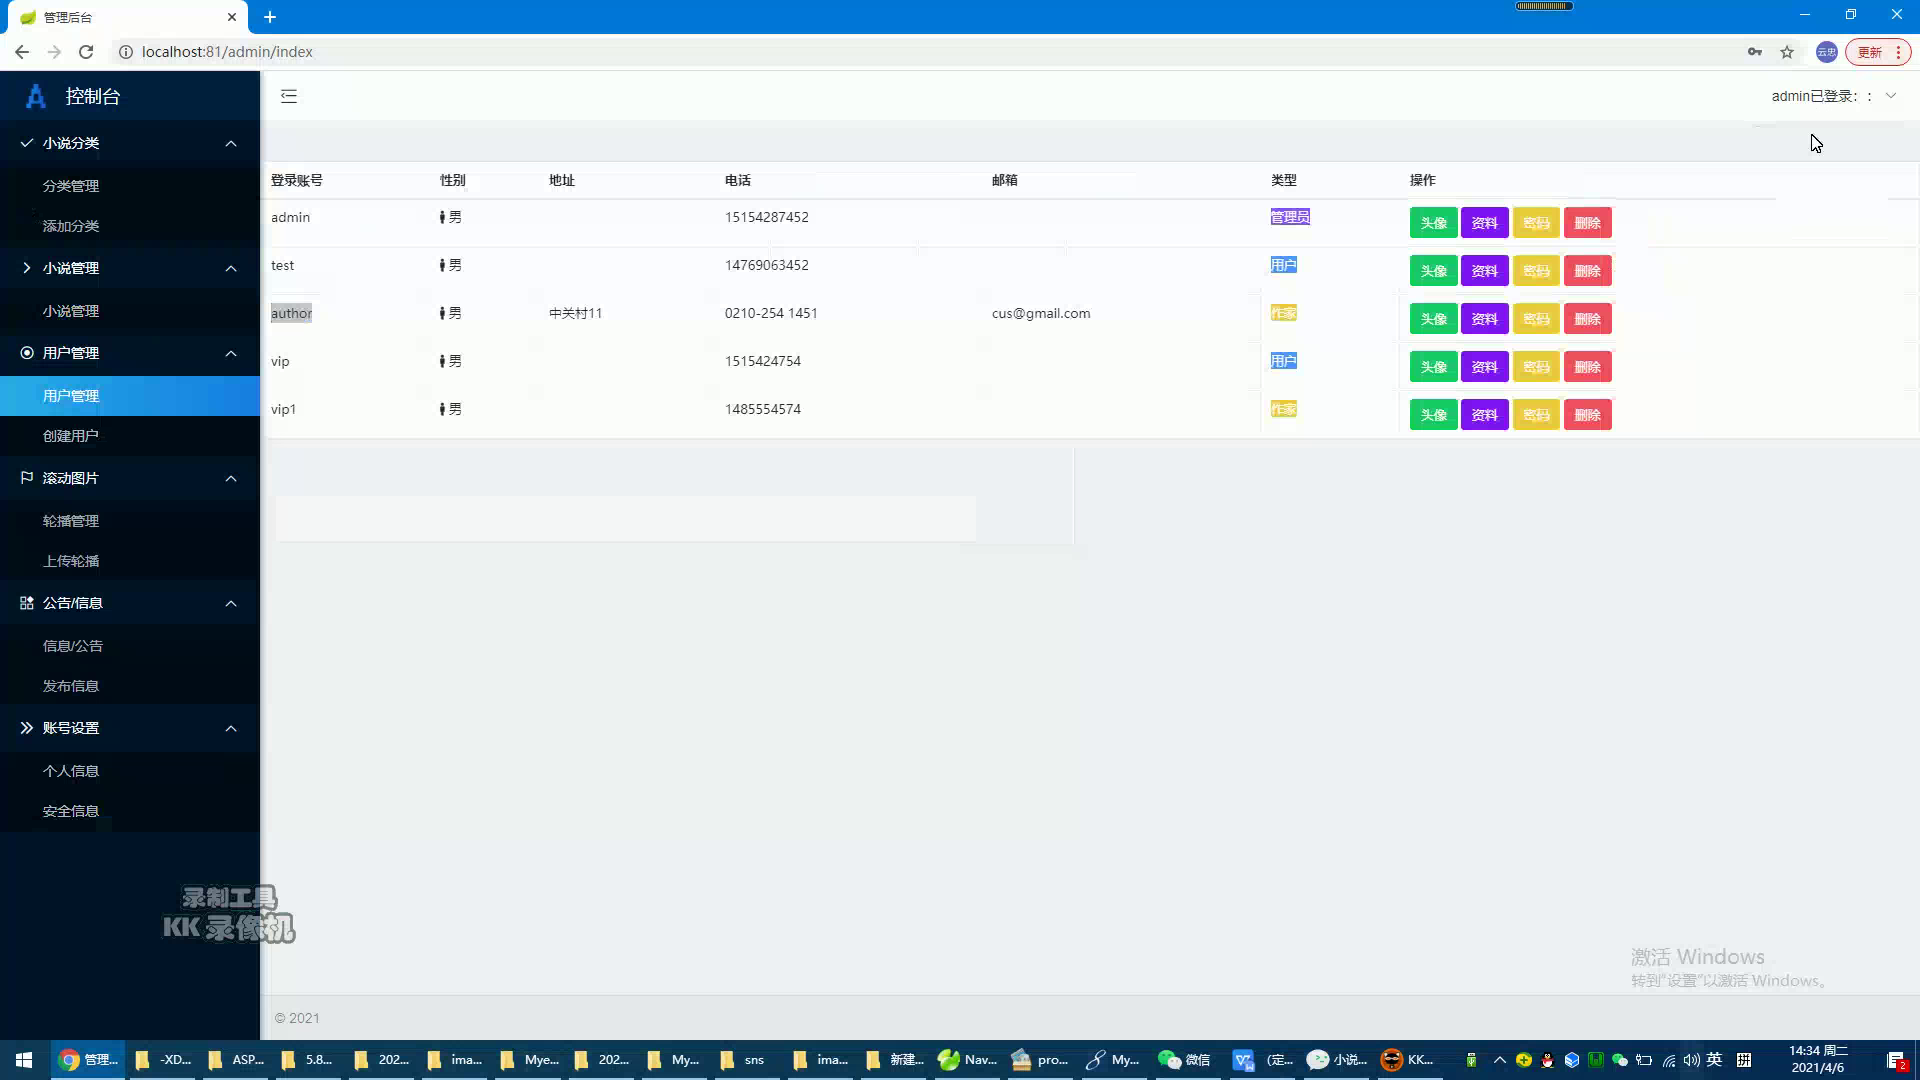 管理后台
localhost:81/admin/index
云忠
更新
控制台
admin已登录: :
小说分类
分类管理
添加分类
小说管理
小说管理
用户管理
用户管理
创建用户
滚动图片
轮播管理
上传轮播
公告/信息
信息/公告
发布信息
账号设置
个人信息
安全信息
登录账号 性别 地址 电话 邮箱 类型 操作
admin 男 15154287452 管理员 头像 资料 密码 删除
test 男 14769063452 用户 头像 资料 密码 删除
author 男 中关村11 0210-254 1451 cus@gmail.com 作家 头像 资料 密码 删除
vip 男 1515424754 用户 头像 资料 密码 删除
vip1 男 1485554574 作家 头像 资料 密码 删除
录制工具
KK 录像机
激活 Windows
转到"设置"以激活 Windows。
© 2021
管理... -XD... ASP... 5.8... 202... ima... Mye... 202... My... sns ima... 新建... Nav... pro... My... 微信 (定... 小说... KK... 英 拼 14:34 周二
2021/4/6
2